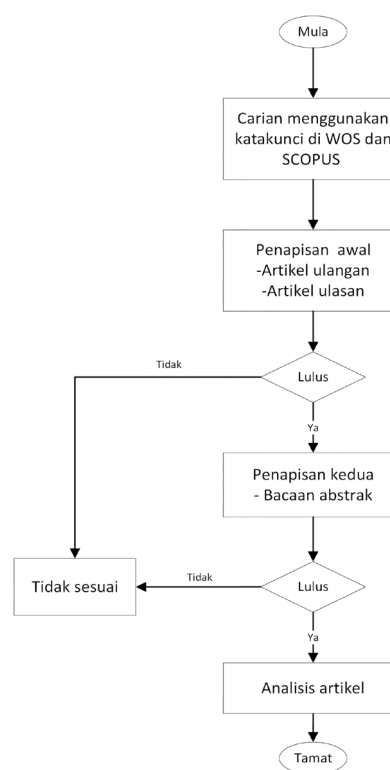 Mula
Carian menggunakan
katakunci di WOS dan
SCOPUS
Penapisan awal
-Artikel ulangan
-Artikel ulasan
Tidak
Lulus
Ya
Penapisan kedua
- Bacaan abstrak
Tidak sesuai
Tidak
Lulus
Ya
Analisis artikel
Tamat